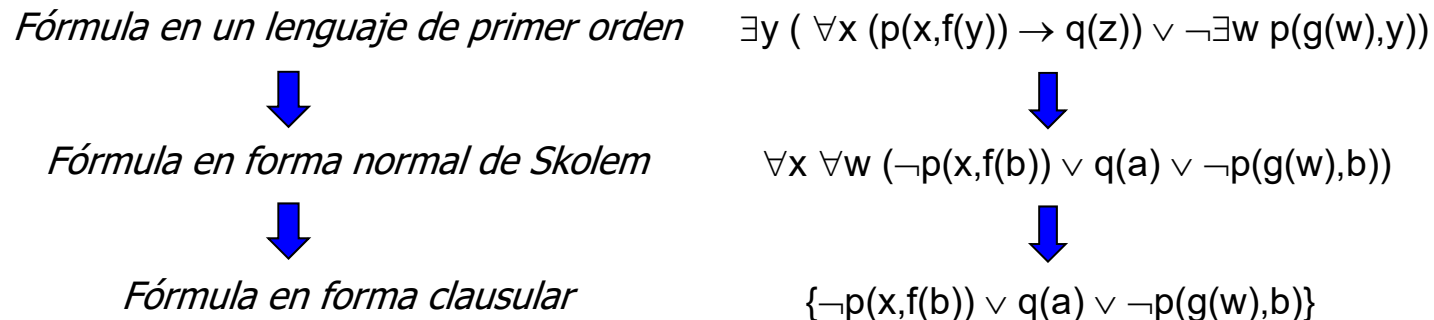 Fórmula en un lenguaje de primer orden ∃y ( ∀x (p(x,f(y)) → q(z)) ∨ ¬∃w p(g(w),y))
Fórmula en forma normal de Skolem ∀x ∀w (¬p(x,f(b)) ∨ q(a) ∨ ¬p(g(w),b))
Fórmula en forma clausular {¬p(x,f(b)) ∨ q(a) ∨ ¬p(g(w),b)}